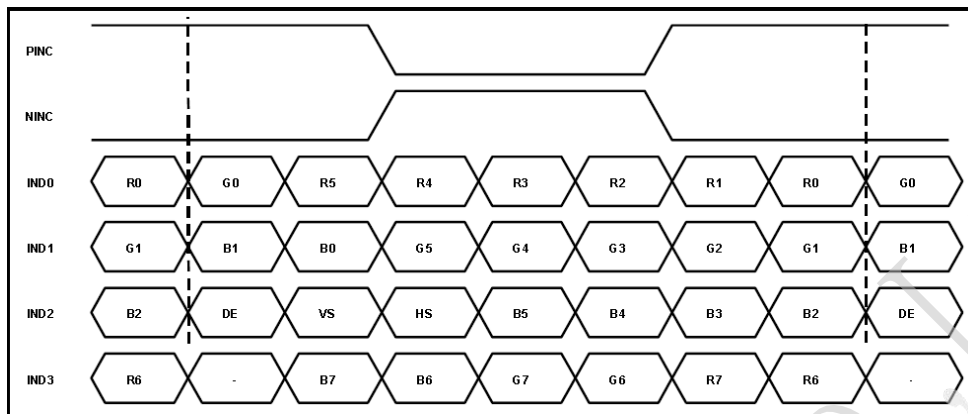 PINC
NINC
IND0 R0 G0 R5 R4 R3 R2 R1 R0 G0
IND1 G1 B1 B0 G5 G4 G3 G2 G1 B1
IND2 B2 DE VS HS B5 B4 B3 B2 DE
IND3 R6 - B7 B6 G7 G6 R7 R6 -